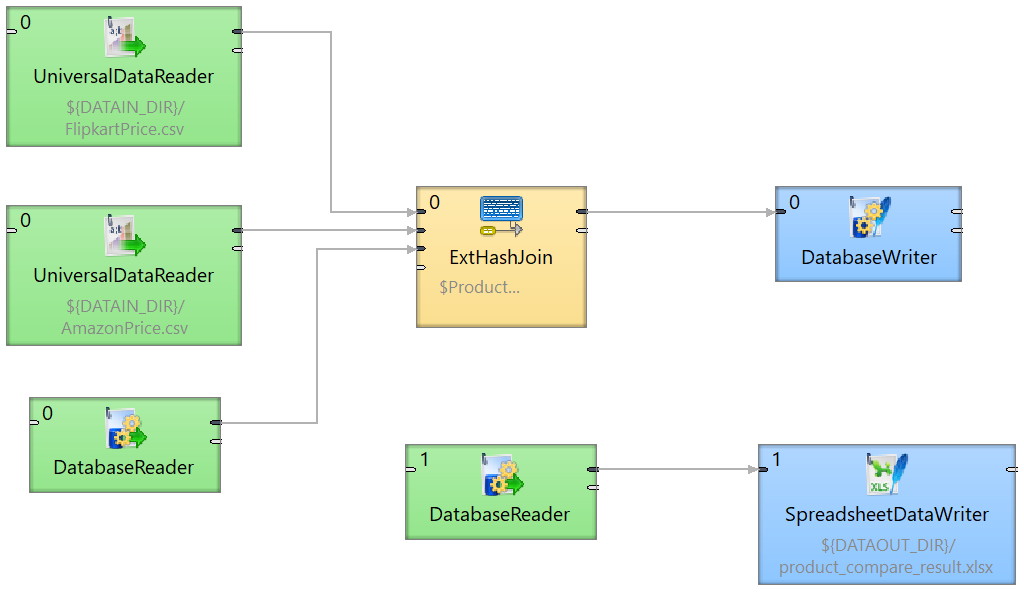 0
UniversalDataReader
${DATAIN_DIR}/
FlipkartPrice.csv
0
UniversalDataReader
${DATAIN_DIR}/
AmazonPrice.csv
0
DatabaseReader
0
ExtHashJoin
$Product...
0
DatabaseWriter
1
DatabaseReader
1
XLS
SpreadsheetDataWriter
${DATAOUT_DIR}/
product_compare_result.xlsx